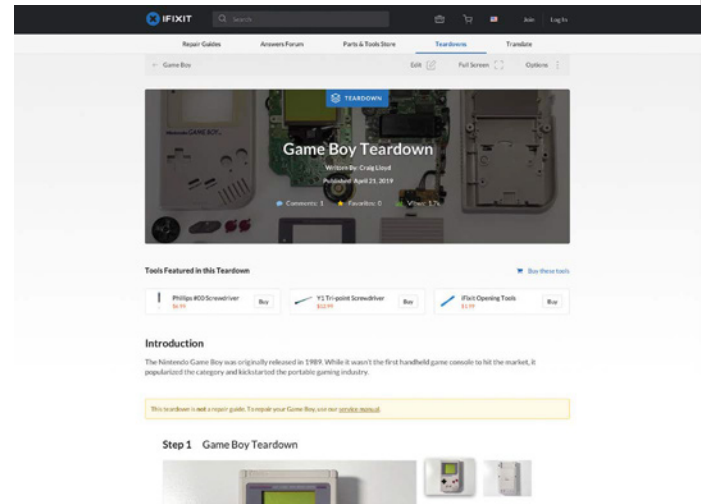 IFIXIT
Search
Join
Log In
Repair Guides
Answers Forum
Parts & Tools Store
Teardowns
Translate
← Game Boy
Edit
Full Screen
Options
TEARDOWN
Nintendo GAME BOY
Game Boy Teardown
Written By: Craig Lloyd
Published: April 21, 2019
Comments: 1
Favorites: 0
Views: 1.7k
Tools Featured in this Teardown
Buy these tools
Phillips #00 Screwdriver
$6.99
Buy
Y1 Tri-point Screwdriver
$12.99
Buy
iFixit Opening Tools
$1.99
Buy
Introduction
The Nintendo Game Boy was originally released in 1989. While it wasn't the first handheld game console to hit the market, it
popularized the category and kickstarted the portable gaming industry.
This teardown is not a repair guide. To repair your Game Boy, use our service manual.
Step 1 Game Boy Teardown